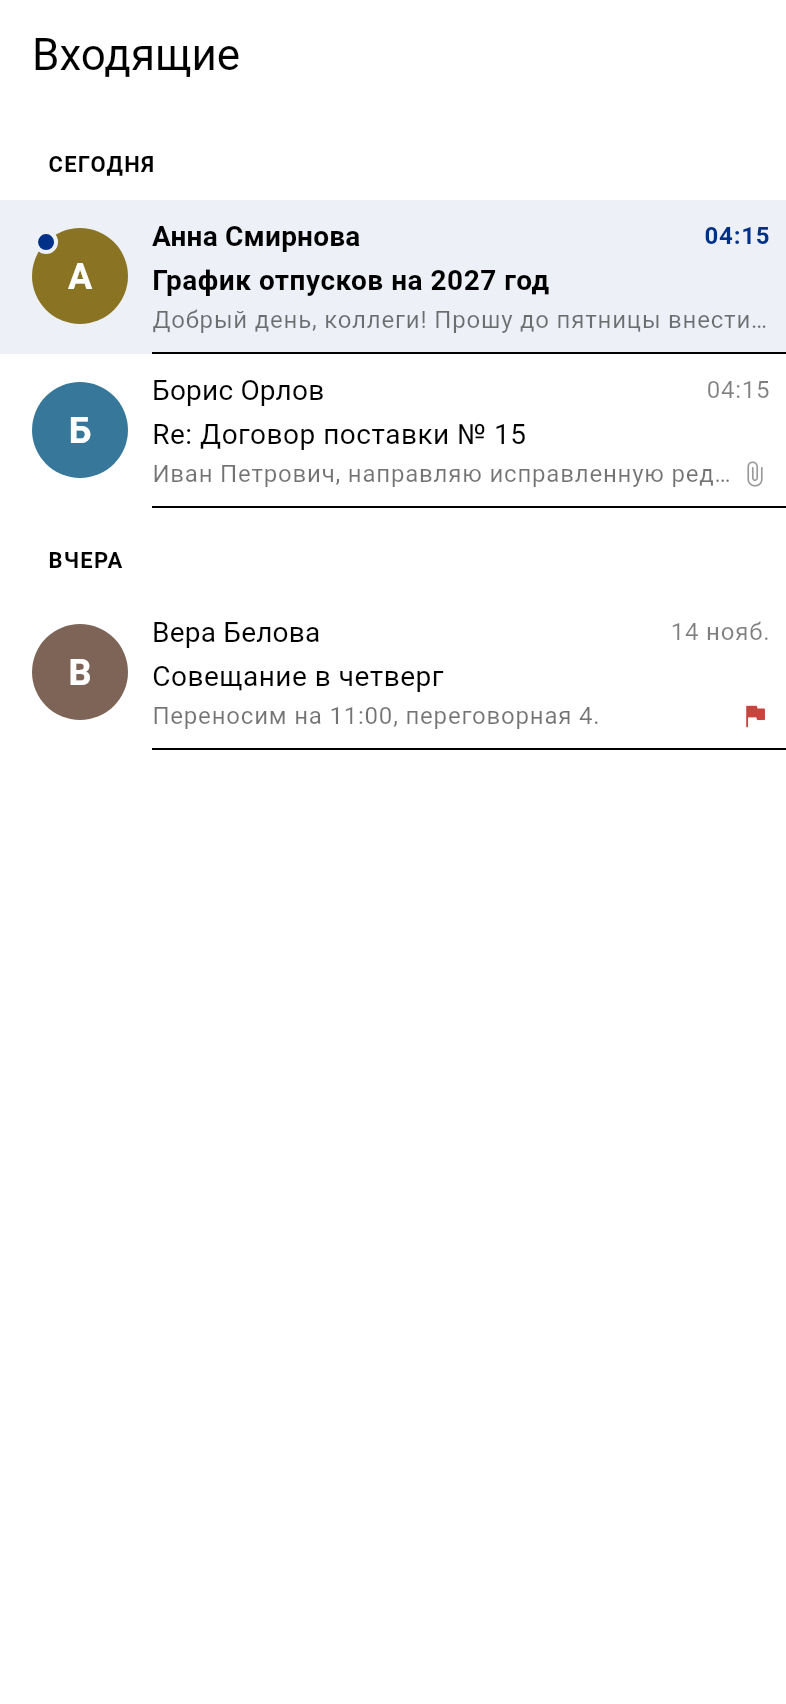 Входящие
СЕГОДНЯ
А
Анна Смирнова 04:15
График отпусков на 2027 год
Добрый день, коллеги! Прошу до пятницы внести...
Б
Борис Орлов 04:15
Re: Договор поставки № 15
Иван Петрович, направляю исправленную ред...
ВЧЕРА
В
Вера Белова 14 нояб.
Совещание в четверг
Переносим на 11:00, переговорная 4.